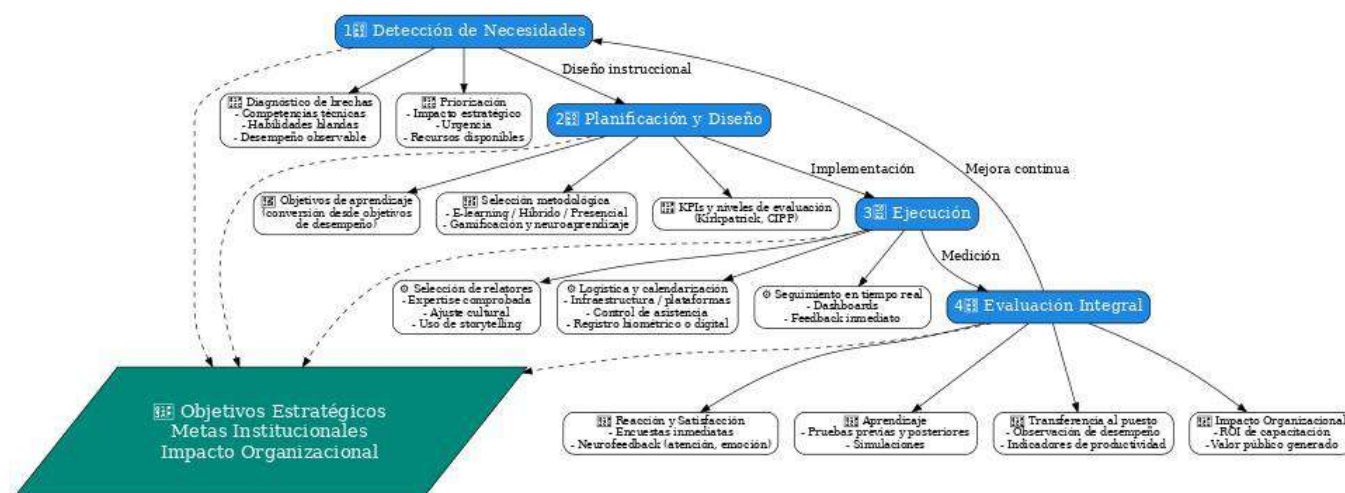 1 Detección de Necesidades
Diseño instruccional
Diagnóstico de brechas
- Competencias técnicas
- Habilidades blandas
- Desempeño observable
Priorización
- Impacto estratégico
- Urgencia
- Recursos disponibles
2 Planificación y Diseño
Implementación
Mejora continua
Objetivos de aprendizaje
(conversión desde objetivos
de desempeño)
Selección metodológica
- E-learning / Híbrido / Presencial
- Gamificación y neuroaprendizaje
KPIs y niveles de evaluación
(Kirkpatrick, CIPP)
3 Ejecución
Medición
⚙ Selección de relatores
- Expertise comprobada
- Ajuste cultural
- Uso de storytelling
⚙ Logística y calendarización
- Infraestructura / plataformas
- Control de asistencia
- Registro biométrico o digital
⚙ Seguimiento en tiempo real
- Dashboards
- Feedback inmediato
4 Evaluación Integral
Objetivos Estratégicos
Metas Institucionales
Impacto Organizacional
Reacción y Satisfacción
- Encuestas inmediatas
- Neurofeedback (atención, emoción)
Aprendizaje
- Pruebas previas y posteriores
- Simulaciones
Transferencia al puesto
- Observación de desempeño
- Indicadores de productividad
Impacto Organizacional
- ROI de capacitación
- Valor público generado